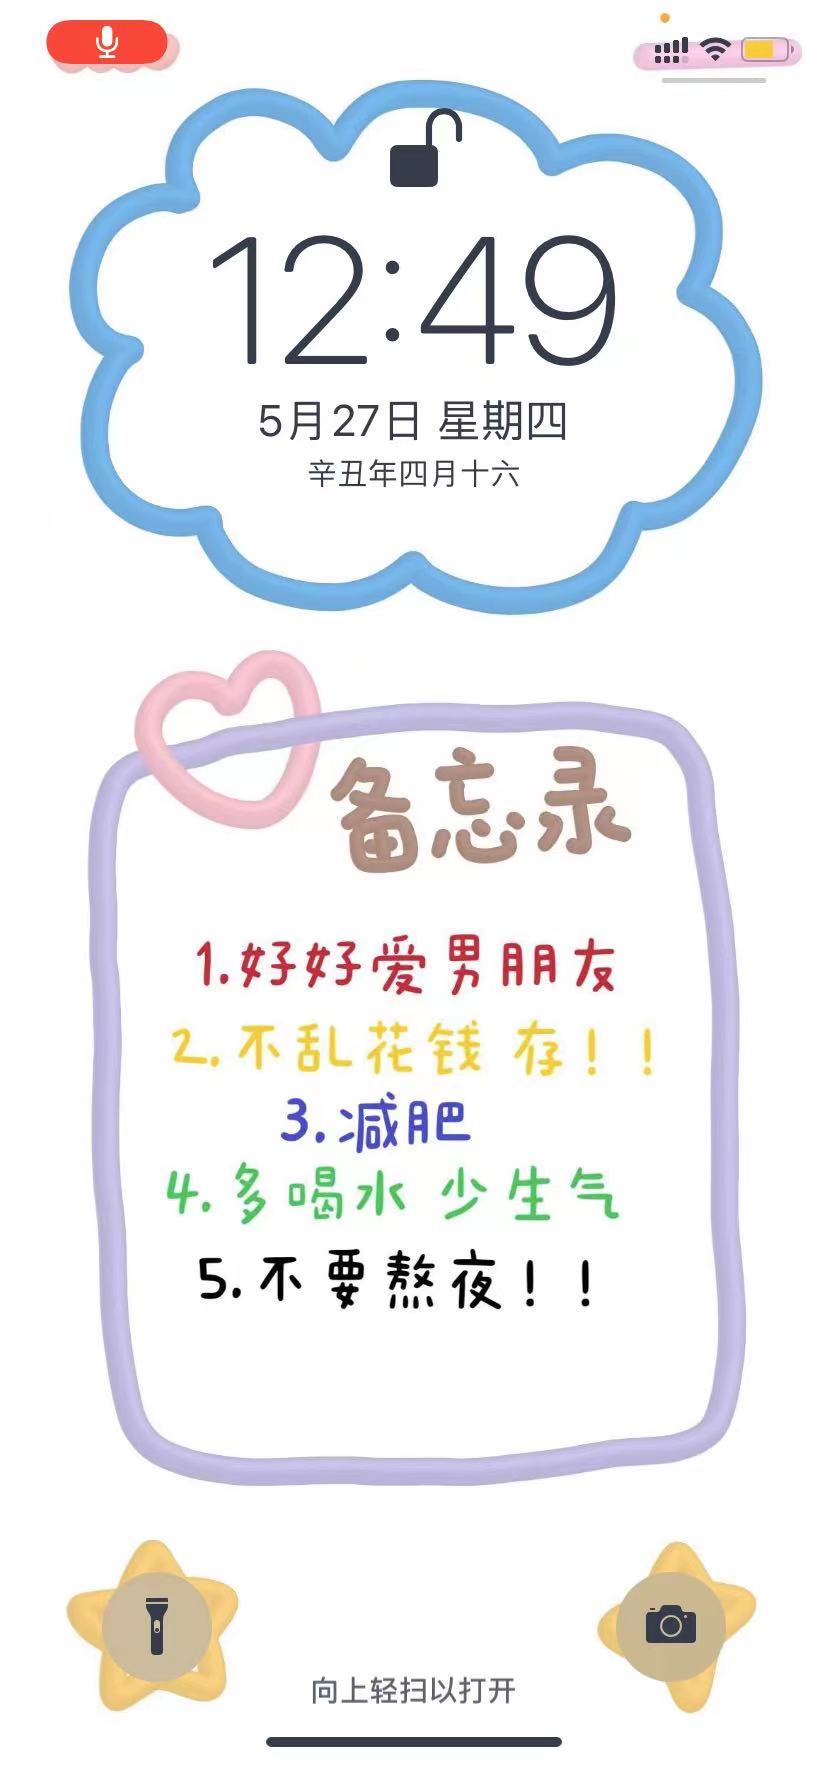 12:49
5月27日 星期四
辛丑年四月十六
备忘录
1.好好爱男朋友
2.不乱花钱 存！！
3.减肥
4.多喝水 少生气
5.不要熬夜！！
向上轻扫以打开